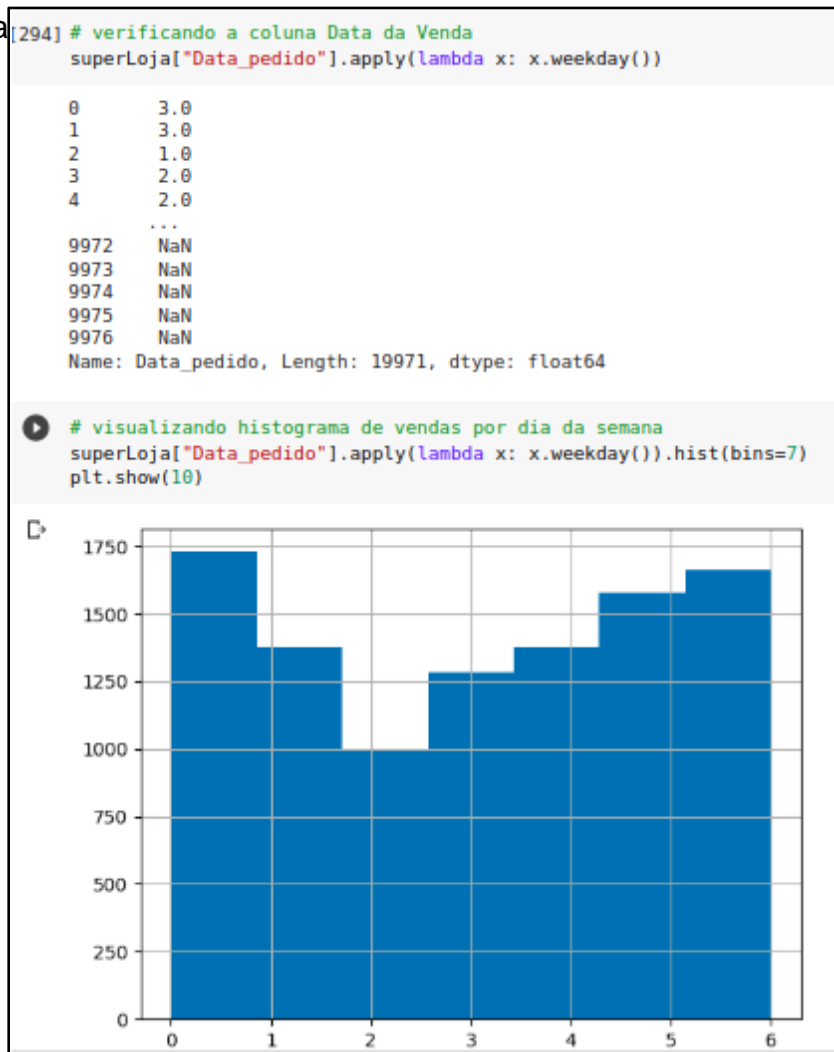 a
[294] # verificando a coluna Data da Venda
superLoja["Data_pedido"].apply(lambda x: x.weekday())
0 3.0
1 3.0
2 1.0
3 2.0
4 2.0
...
9972 NaN
9973 NaN
9974 NaN
9975 NaN
9976 NaN
Name: Data_pedido, Length: 19971, dtype: float64
# visualizando histograma de vendas por dia da semana
superLoja["Data_pedido"].apply(lambda x: x.weekday()).hist(bins=7)
plt.show(10)
1750
1500
1250
1000
750
500
250
0
0 1 2 3 4 5 6